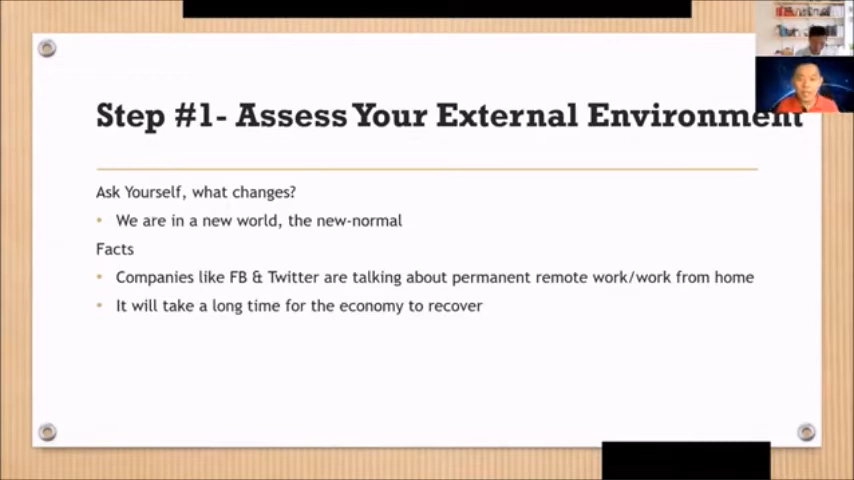 Step #1- Assess Your External Environment
Ask Yourself, what changes?
• We are in a new world, the new-normal
Facts
• Companies like FB & Twitter are talking about permanent remote work/work from home
• It will take a long time for the economy to recover